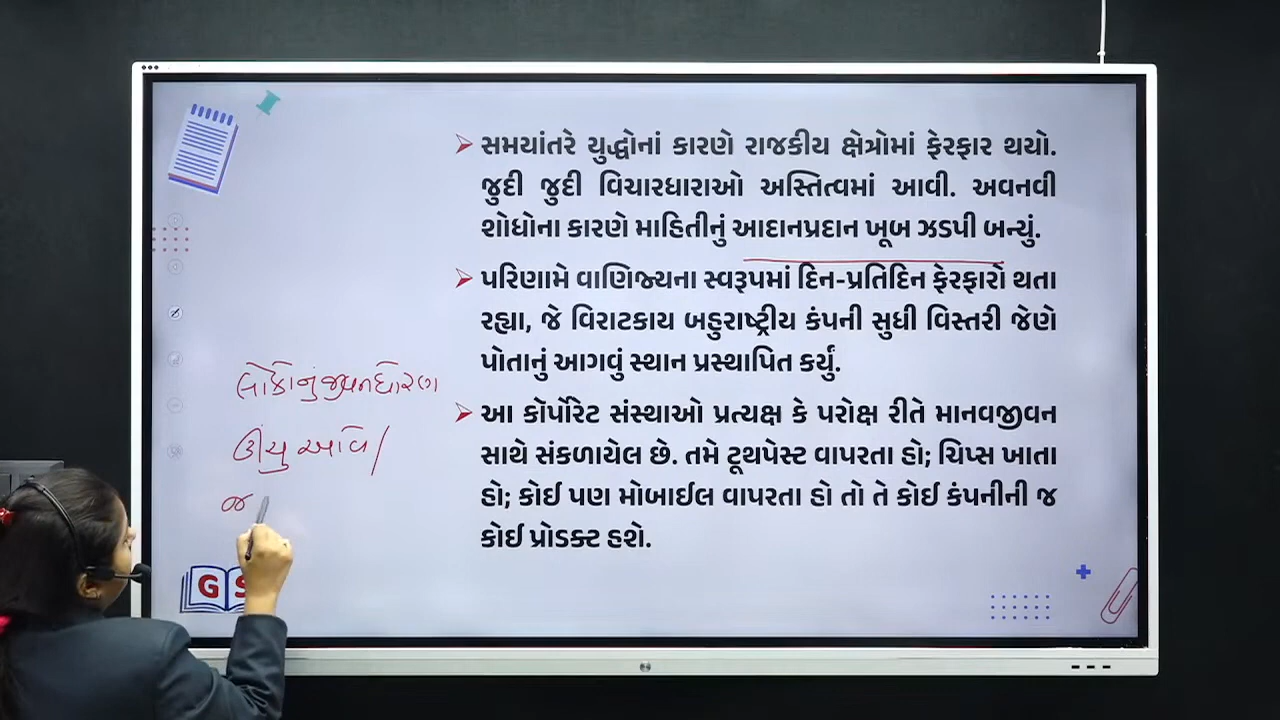 સમયાંતરે યુદ્ધોનાં કારણે રાજકીય ક્ષેત્રોમાં ફેરફાર થયો.
જુદી જુદી વિચારધારાઓ અસ્તિત્વમાં આવી. અવનવી
શોધોના કારણે માહિતીનું આદાનપ્રદાન ખૂબ ઝડપી બન્યું.
પરિણામે વાણિજ્યના સ્વરૂપમાં દિન-પ્રતિદિન ફેરફારો થતા
રહ્યા, જે વિરાટકાય બહુરાષ્ટ્રીય કંપની સુધી વિસ્તરી જેણે
પોતાનું આગવું સ્થાન પ્રસ્થાપિત કર્યું.
આ કોર્પોરેટ સંસ્થાઓ પ્રત્યક્ષ કે પરોક્ષ રીતે માનવજીવન
સાથે સંકળાયેલ છે. તમે ટૂથપેસ્ટ વાપરતા હો; ચિપ્સ ખાતા
હો; કોઈ પણ મોબાઈલ વાપરતા હો તો તે કોઈ કંપનીની જ
કોઈ પ્રોડક્ટ હશે.
લોકોનું જીવનધોરણ
ઊંચુ આવે
જ
G